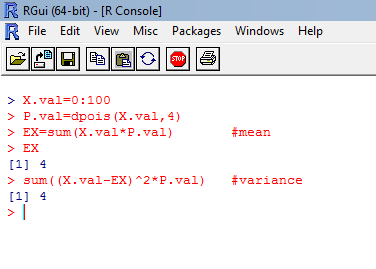 RGui (64-bit) - [R Console]
File Edit View Misc Packages Windows Help
STOP
> X.val=0:100
> P.val=dpois(X.val,4)
> EX=sum(X.val*P.val)        #mean
> EX
[1] 4
> sum((X.val-EX)^2*P.val)   #variance
[1] 4
>